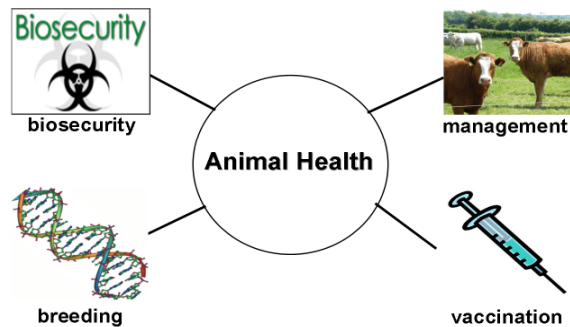 Biosecurity
biosecurity
management
Animal Health
breeding
vaccination